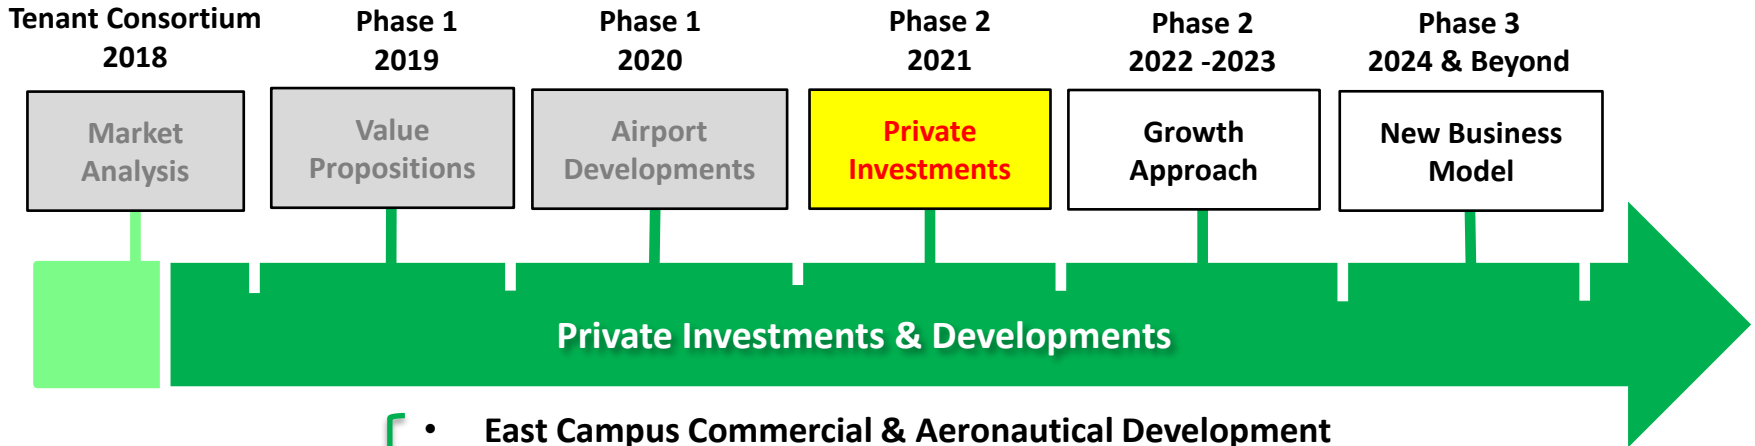 Tenant Consortium
2018
Phase 1
2019
Phase 1
2020
Phase 2
2021
Phase 2
2022 -2023
Phase 3
2024 & Beyond
Market
Analysis
Value
Propositions
Airport
Developments
Private
Investments
Growth
Approach
New Business
Model
Private Investments & Developments
• East Campus Commercial & Aeronautical Development